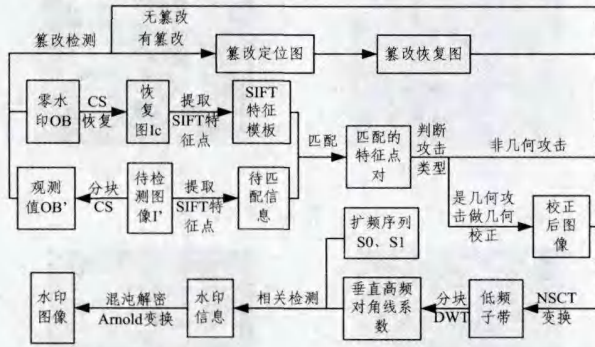 无篡改
篡改检测
有篡改
篡改定位图
篡改恢复图
零水
印OB
CS
恢复
恢
复
图Ic
提取
SIFT特
征点
SIFT
特征
模板
匹配
匹配的
特征点
对
判断
攻击
类型
非几何攻击
观测
值OB’
分块
CS
待检
测图
像I’
提取
SIFT特
征点
待匹
配信
息
是几何攻
击做几何
校正
校正
后图
像
扩频序列
S0、S1
水印
图像
混沌解密
Arnold变换
水印
信息
相关检测
垂直高频
对角线系
数
分块
DWT
低频
子带
NSCT
变换